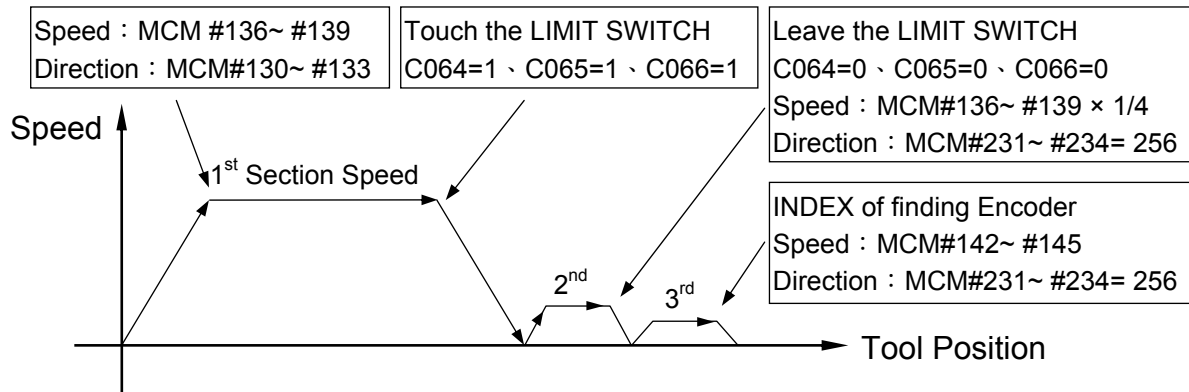 Speed：MCM #136~ #139
Direction：MCM#130~ #133
Touch the LIMIT SWITCH
C064=1、C065=1、C066=1
Leave the LIMIT SWITCH
C064=0、C065=0、C066=0
Speed：MCM#136~ #139 × 1/4
Direction：MCM#231~ #234= 256
Speed
1st Section Speed
INDEX of finding Encoder
Speed：MCM#142~ #145
Direction：MCM#231~ #234= 256
2nd
3rd
Tool Position